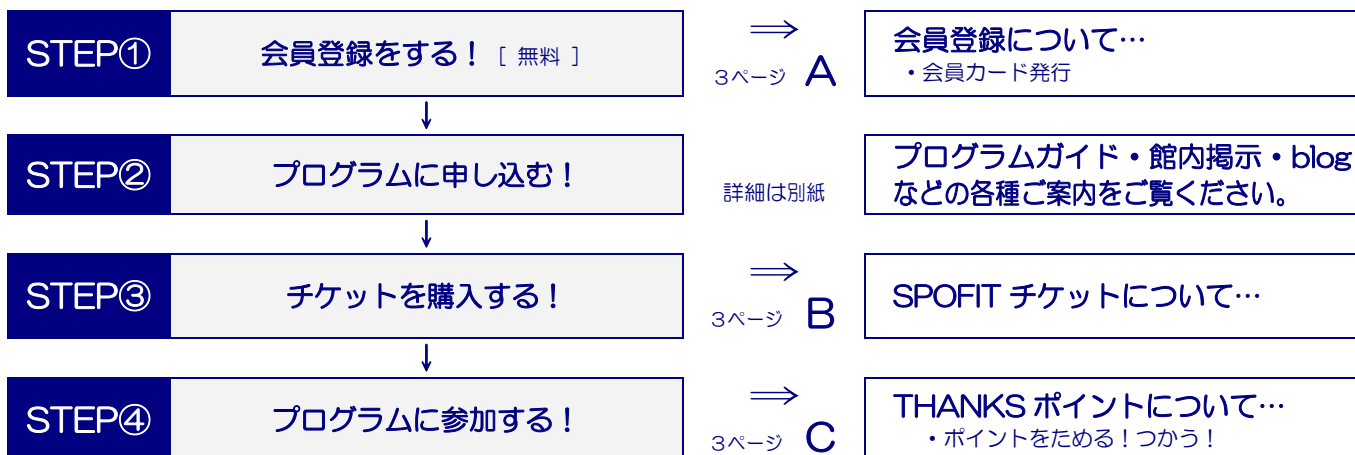 STEP①
会員登録をする！［ 無料 ］
⇒
3ページ A
会員登録について…
・会員カード発行
↓
STEP②
プログラムに申し込む！
詳細は別紙
プログラムガイド・館内掲示・blog
などの各種ご案内をご覧ください。
↓
STEP③
チケットを購入する！
⇒
3ページ B
SPOFIT チケットについて…
↓
STEP④
プログラムに参加する！
⇒
3ページ C
THANKS ポイントについて…
・ポイントをためる！つかう！